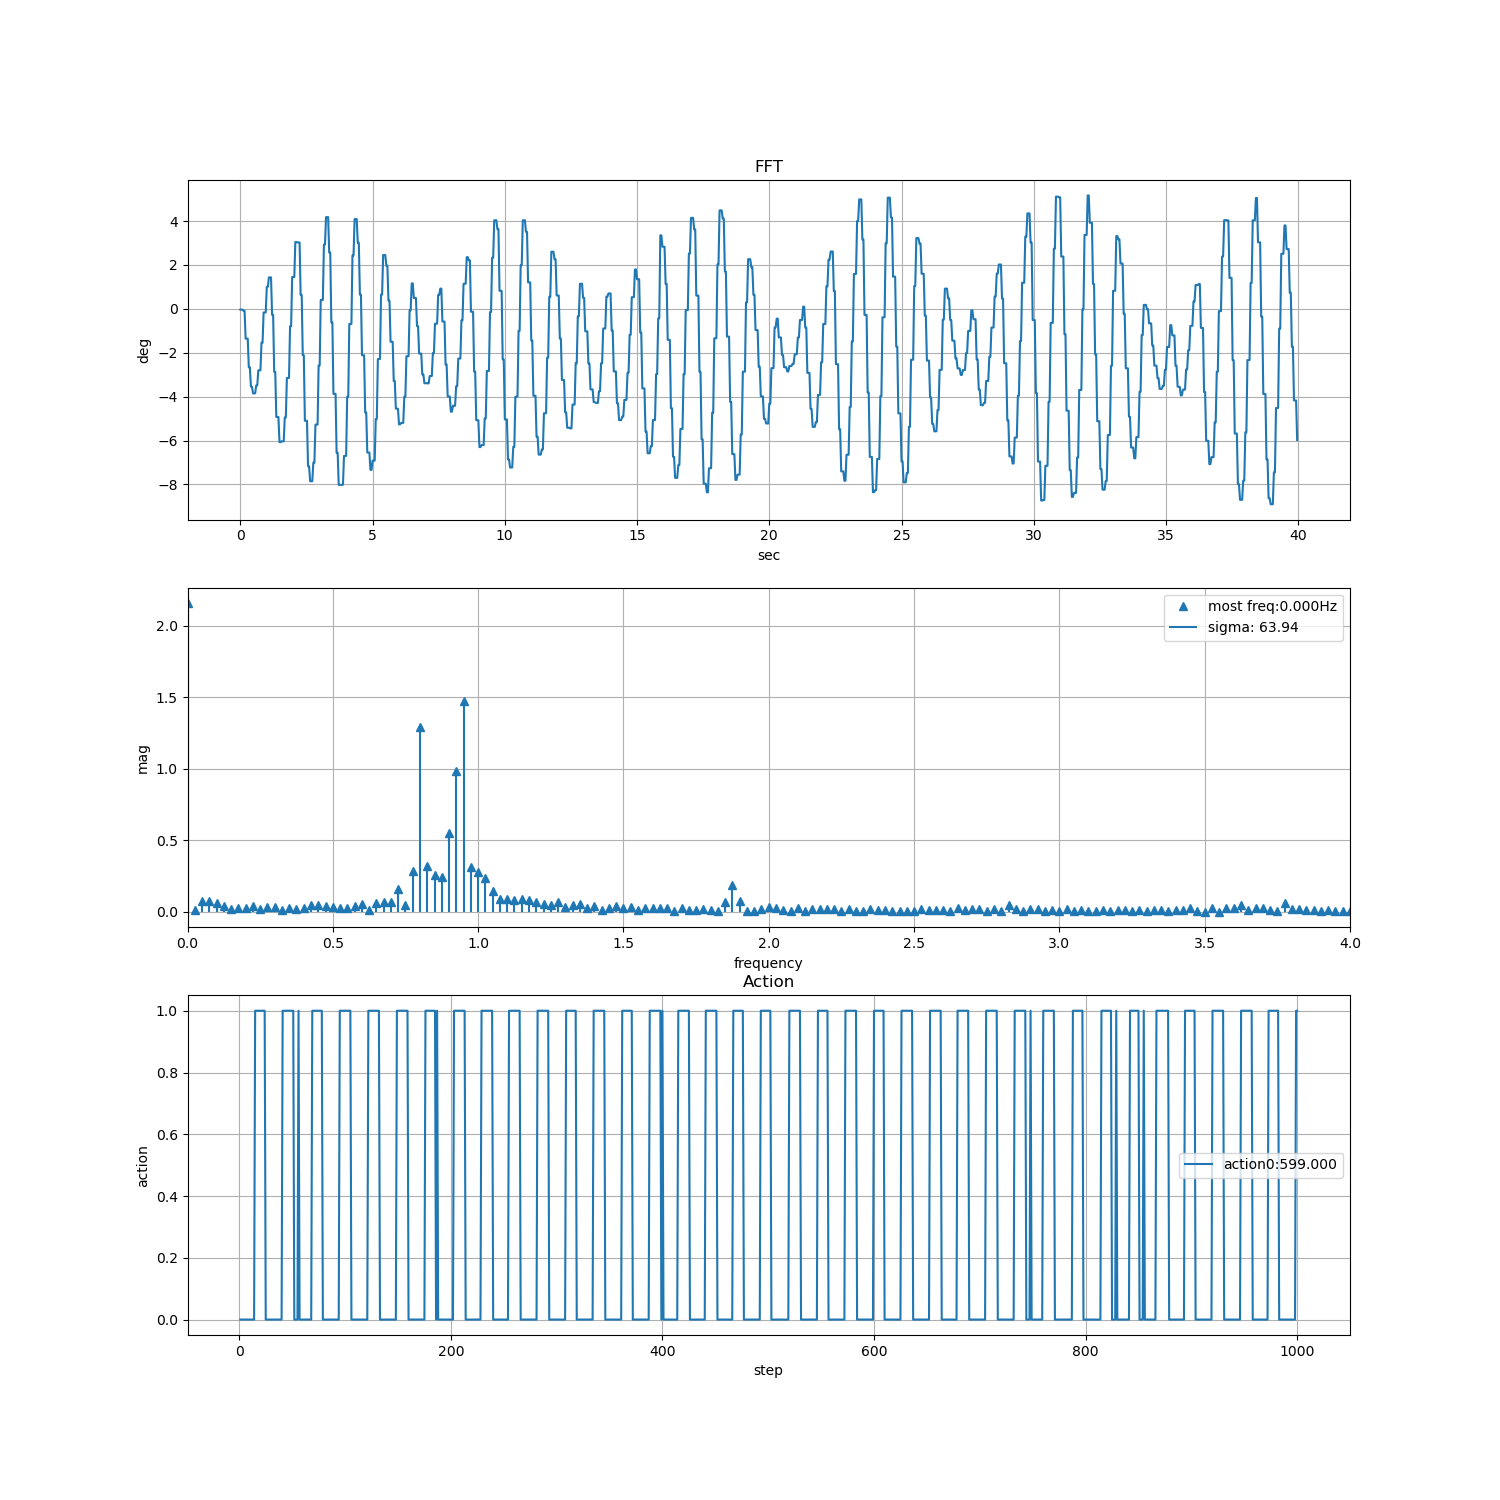 FFT
4
2
0
−2
−4
−6
−8
deg
0 5 10 15 20 25 30 35 40
sec
most freq:0.000Hz
sigma: 63.94
2.0
1.5
1.0
0.5
0.0
mag
0.0 0.5 1.0 1.5 2.0 2.5 3.0 3.5 4.0
frequency
Action
1.0
0.8
0.6
0.4
0.2
0.0
action
action0:599.000
0 200 400 600 800 1000
step